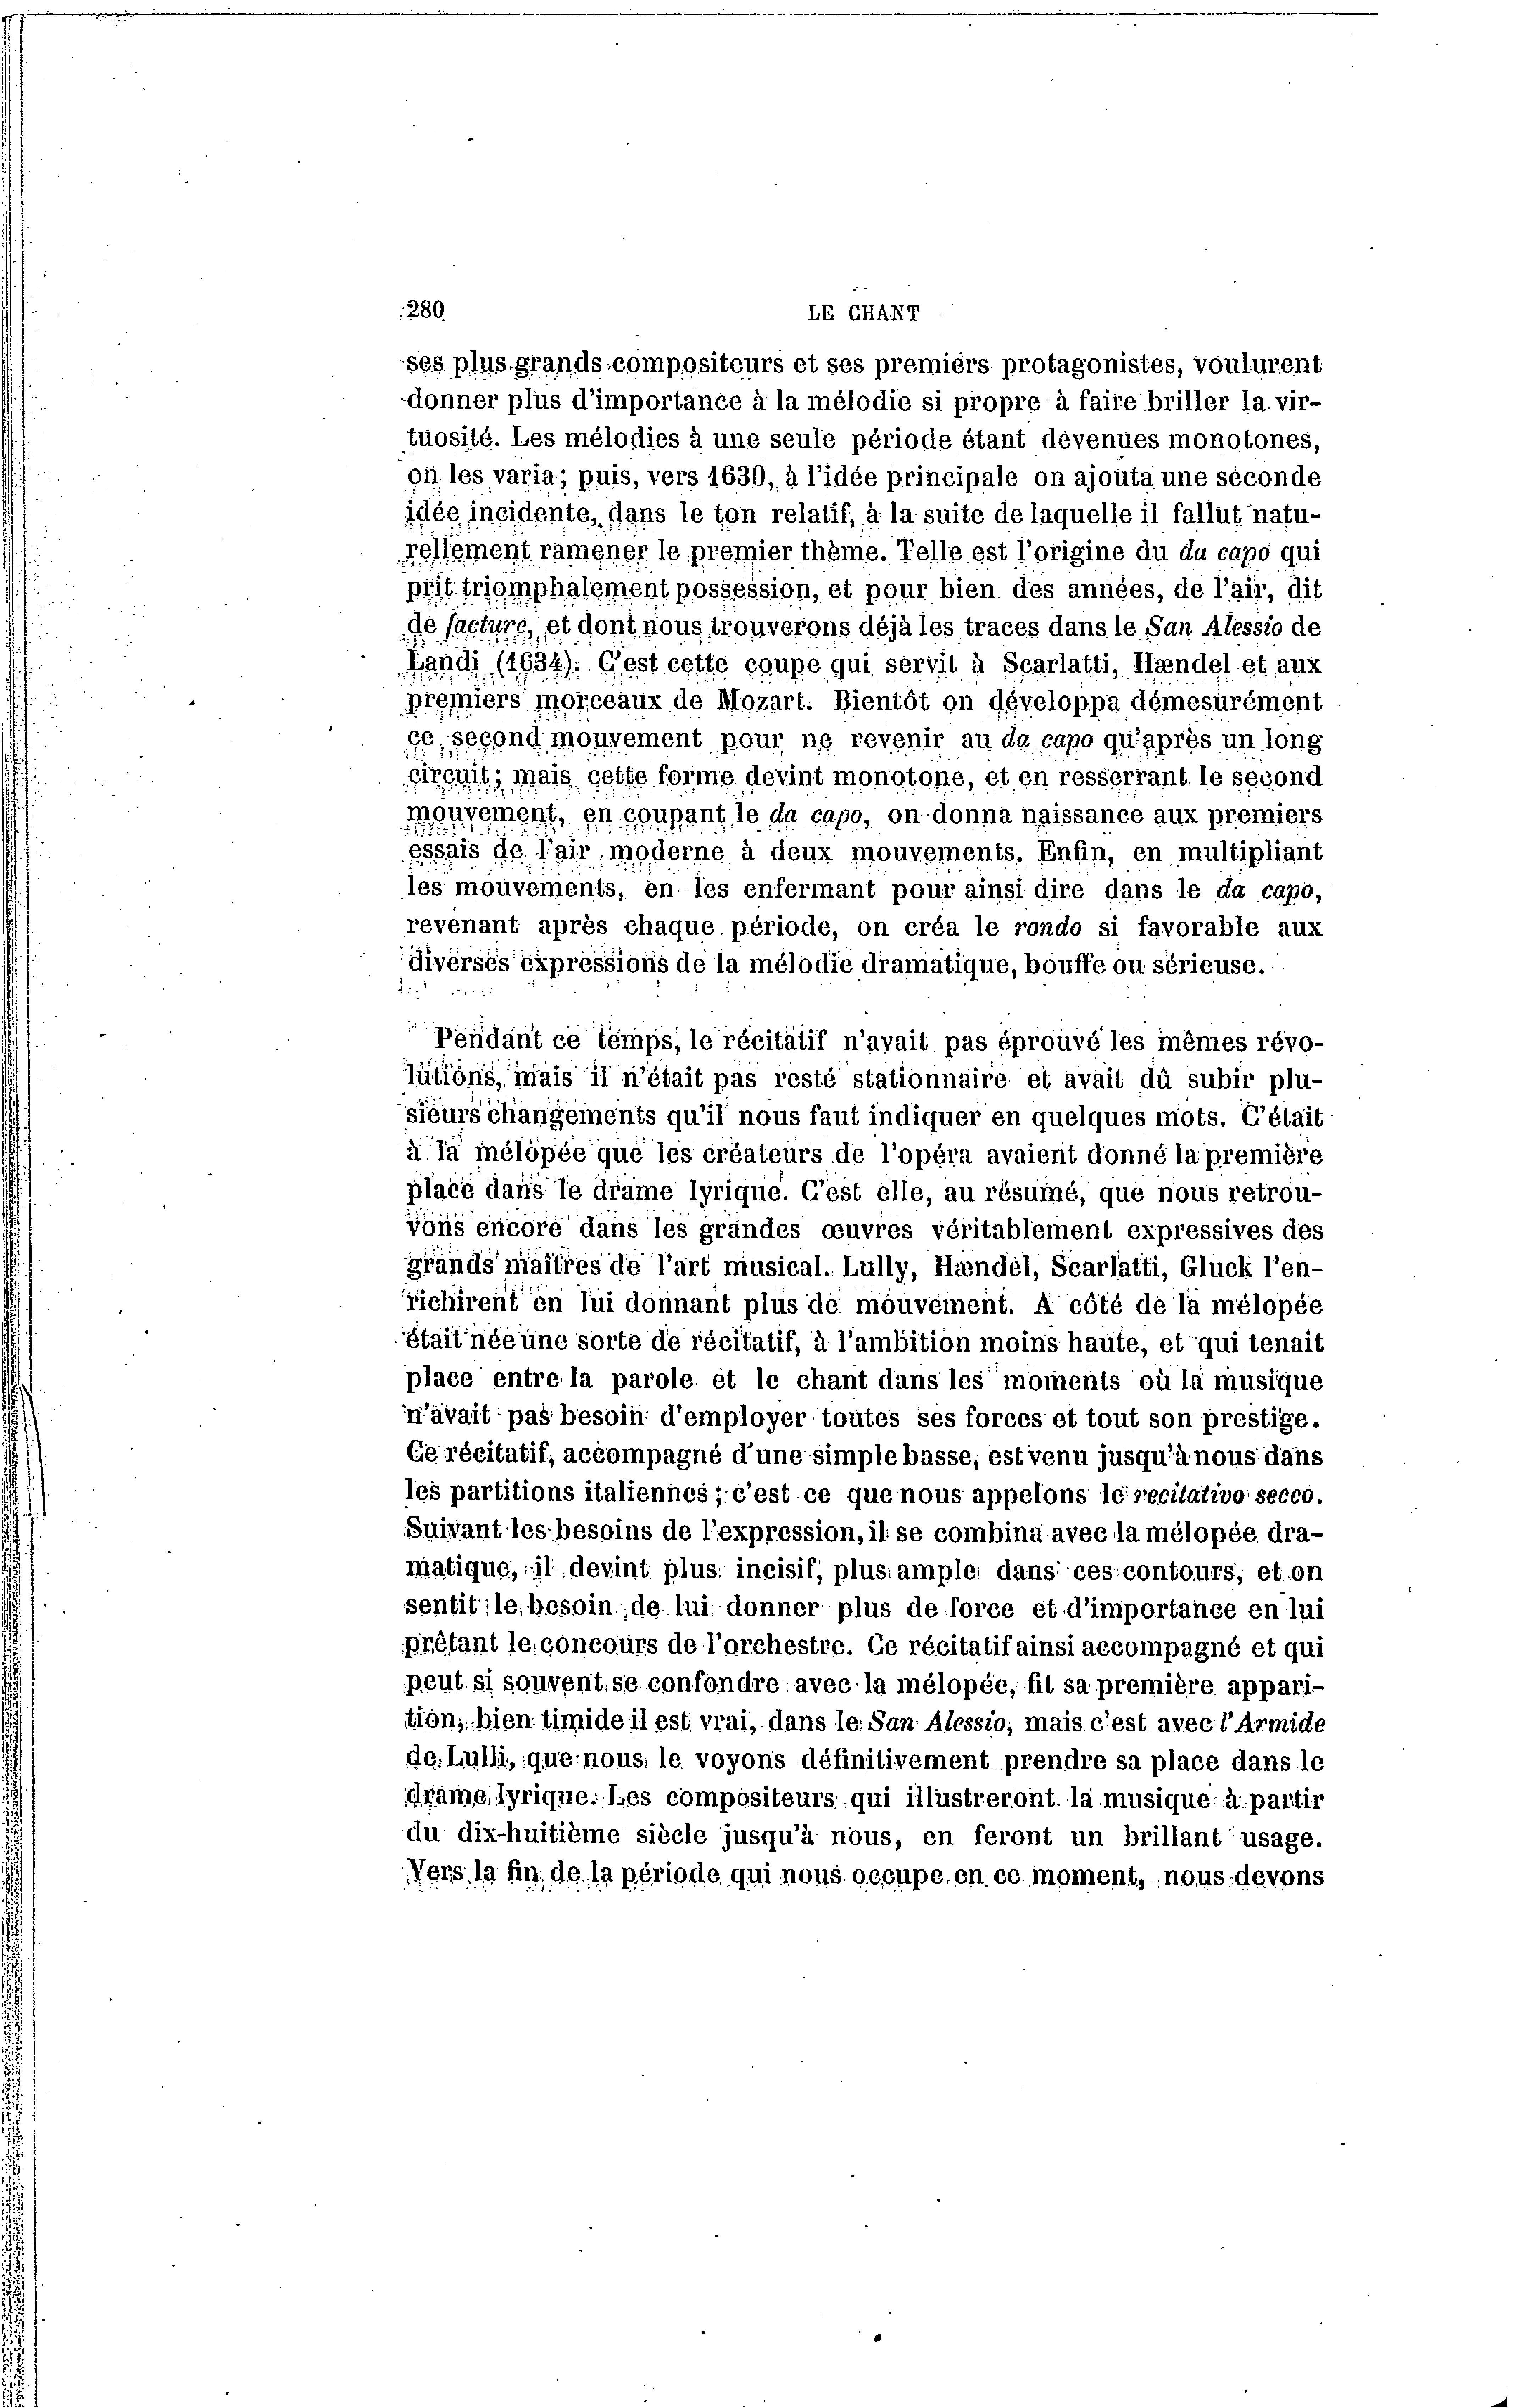 280
LE CHANT
ses plus grands compositeurs et ses premiers protagonistes, voulurent
donner plus d'importance à la mélodie si propre à faire briller la vir-
tuosité. Les mélodies à une seule période étant devenues monotones,
on les varia; puis, vers 1630, à l'idée principale on ajouta une seconde
idée incidente, dans le ton relatif, à la suite de laquelle il fallut natu-
rellement ramener le premier thème. Telle est l'origine du da capo qui
prit triomphalement possession, et pour bien des années, de l'air, dit
de facture, et dont nous trouverons déjà les traces dans le San Alessio de
Landi (1634). C'est cette coupe qui servit à Scarlatti, Hændel et aux
premiers morceaux de Mozart. Bientôt on développa démesurément
ce second mouvement pour ne revenir au da capo qu'après un long
circuit; mais cette forme devint monotone, et en resserrant le second
mouvement, en coupant le da capo, on donna naissance aux premiers
essais de l'air moderne à deux mouvements. Enfin, en multipliant
les mouvements, en les enfermant pour ainsi dire dans le da capo,
revenant après chaque période, on créa le rondo si favorable aux
diverses expressions de la mélodie dramatique, bouffe ou sérieuse.
Pendant ce temps, le récitatif n'avait pas éprouvé les mêmes révo-
lutions, mais il n'était pas resté stationnaire et avait dû subir plu-
sieurs changements qu'il nous faut indiquer en quelques mots. C'était
à la mélopée que les créateurs de l'opéra avaient donné la première
place dans le drame lyrique. C'est elle, au résumé, que nous retrou-
vons encore dans les grandes œuvres véritablement expressives des
grands maîtres de l'art musical. Lully, Hændel, Scarlatti, Gluck l'en-
richirent en lui donnant plus de mouvement. A côté de la mélopée
était née une sorte de récitatif, à l'ambition moins haute, et qui tenait
place entre la parole et le chant dans les moments où la musique
n'avait pas besoin d'employer toutes ses forces et tout son prestige.
Ce récitatif, accompagné d'une simple basse, est venu jusqu'à nous dans
les partitions italiennes; c'est ce que nous appelons le recitativo secco.
Suivant les besoins de l'expression, il se combina avec la mélopée dra-
matique, il devint plus incisif, plus ample dans ces contours, et on
sentit le besoin de lui donner plus de force et d'importance en lui
prêtant le concours de l'orchestre. Ce récitatif ainsi accompagné et qui
peut si souvent se confondre avec la mélopée, fit sa première appari-
tion, bien timide il est vrai, dans le San Alessio, mais c'est avec l'Armide
de Lulli, que nous le voyons définitivement prendre sa place dans le
drame lyrique. Les compositeurs qui illustreront la musique à partir
du dix-huitième siècle jusqu'à nous, en feront un brillant usage.
Vers la fin de la période qui nous occupe en ce moment, nous devons